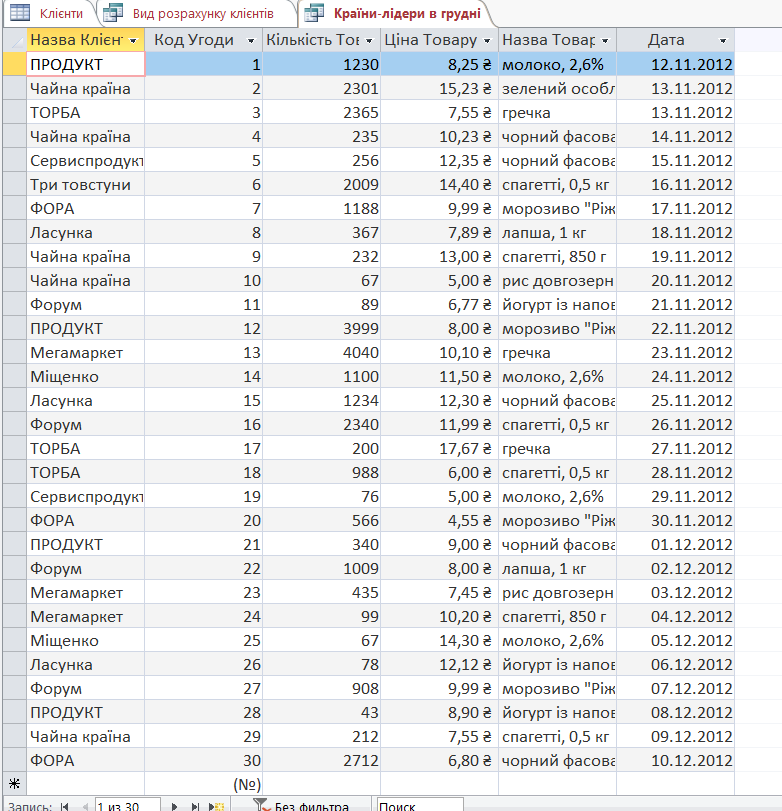 Клієнти Вид розрахунку клієнтів Країни-лідери в грудні
Назва Клієн Код Угоди Кількість То Ціна Товару Назва Товар Дата
ПРОДУКТ 1 1230 8,25 ₴ молоко, 2,6% 12.11.2012
Чайна країна 2 2301 15,23 ₴ зелений особл 13.11.2012
ТОРБА 3 2365 7,55 ₴ гречка 13.11.2012
Чайна країна 4 235 10,23 ₴ чорний фасова 14.11.2012
Сервиспродукт 5 256 12,35 ₴ чорний фасова 15.11.2012
Три товстуни 6 2009 14,40 ₴ спагетті, 0,5 кг 16.11.2012
ФОРА 7 1188 9,99 ₴ морозиво "Ріж 17.11.2012
Ласунка 8 367 7,89 ₴ лапша, 1 кг 18.11.2012
Чайна країна 9 232 13,00 ₴ спагетті, 850 г 19.11.2012
Чайна країна 10 67 5,00 ₴ рис довгозерн 20.11.2012
Форум 11 89 6,77 ₴ йогурт із напов 21.11.2012
ПРОДУКТ 12 3999 8,00 ₴ морозиво "Ріж 22.11.2012
Мегамаркет 13 4040 10,10 ₴ гречка 23.11.2012
Міщенко 14 1100 11,50 ₴ молоко, 2,6% 24.11.2012
Ласунка 15 1234 12,30 ₴ чорний фасова 25.11.2012
Форум 16 2340 11,99 ₴ спагетті, 0,5 кг 26.11.2012
ТОРБА 17 200 17,67 ₴ гречка 27.11.2012
ТОРБА 18 988 6,00 ₴ спагетті, 0,5 кг 28.11.2012
Сервиспродукт 19 76 5,00 ₴ молоко, 2,6% 29.11.2012
ФОРА 20 566 4,55 ₴ морозиво "Ріж 30.11.2012
ПРОДУКТ 21 340 9,00 ₴ чорний фасова 01.12.2012
Форум 22 1009 8,00 ₴ лапша, 1 кг 02.12.2012
Мегамаркет 23 435 7,45 ₴ рис довгозерн 03.12.2012
Мегамаркет 24 99 10,20 ₴ спагетті, 850 г 04.12.2012
Міщенко 25 67 14,30 ₴ молоко, 2,6% 05.12.2012
Ласунка 26 78 12,12 ₴ йогурт із напов 06.12.2012
Форум 27 908 9,99 ₴ морозиво "Ріж 07.12.2012
ПРОДУКТ 28 43 8,90 ₴ йогурт із напов 08.12.2012
Чайна країна 29 212 7,55 ₴ спагетті, 0,5 кг 09.12.2012
ФОРА 30 2712 6,80 ₴ чорний фасова 10.12.2012
(№)
Запись: 1 из 30 Без фильтра Поиск